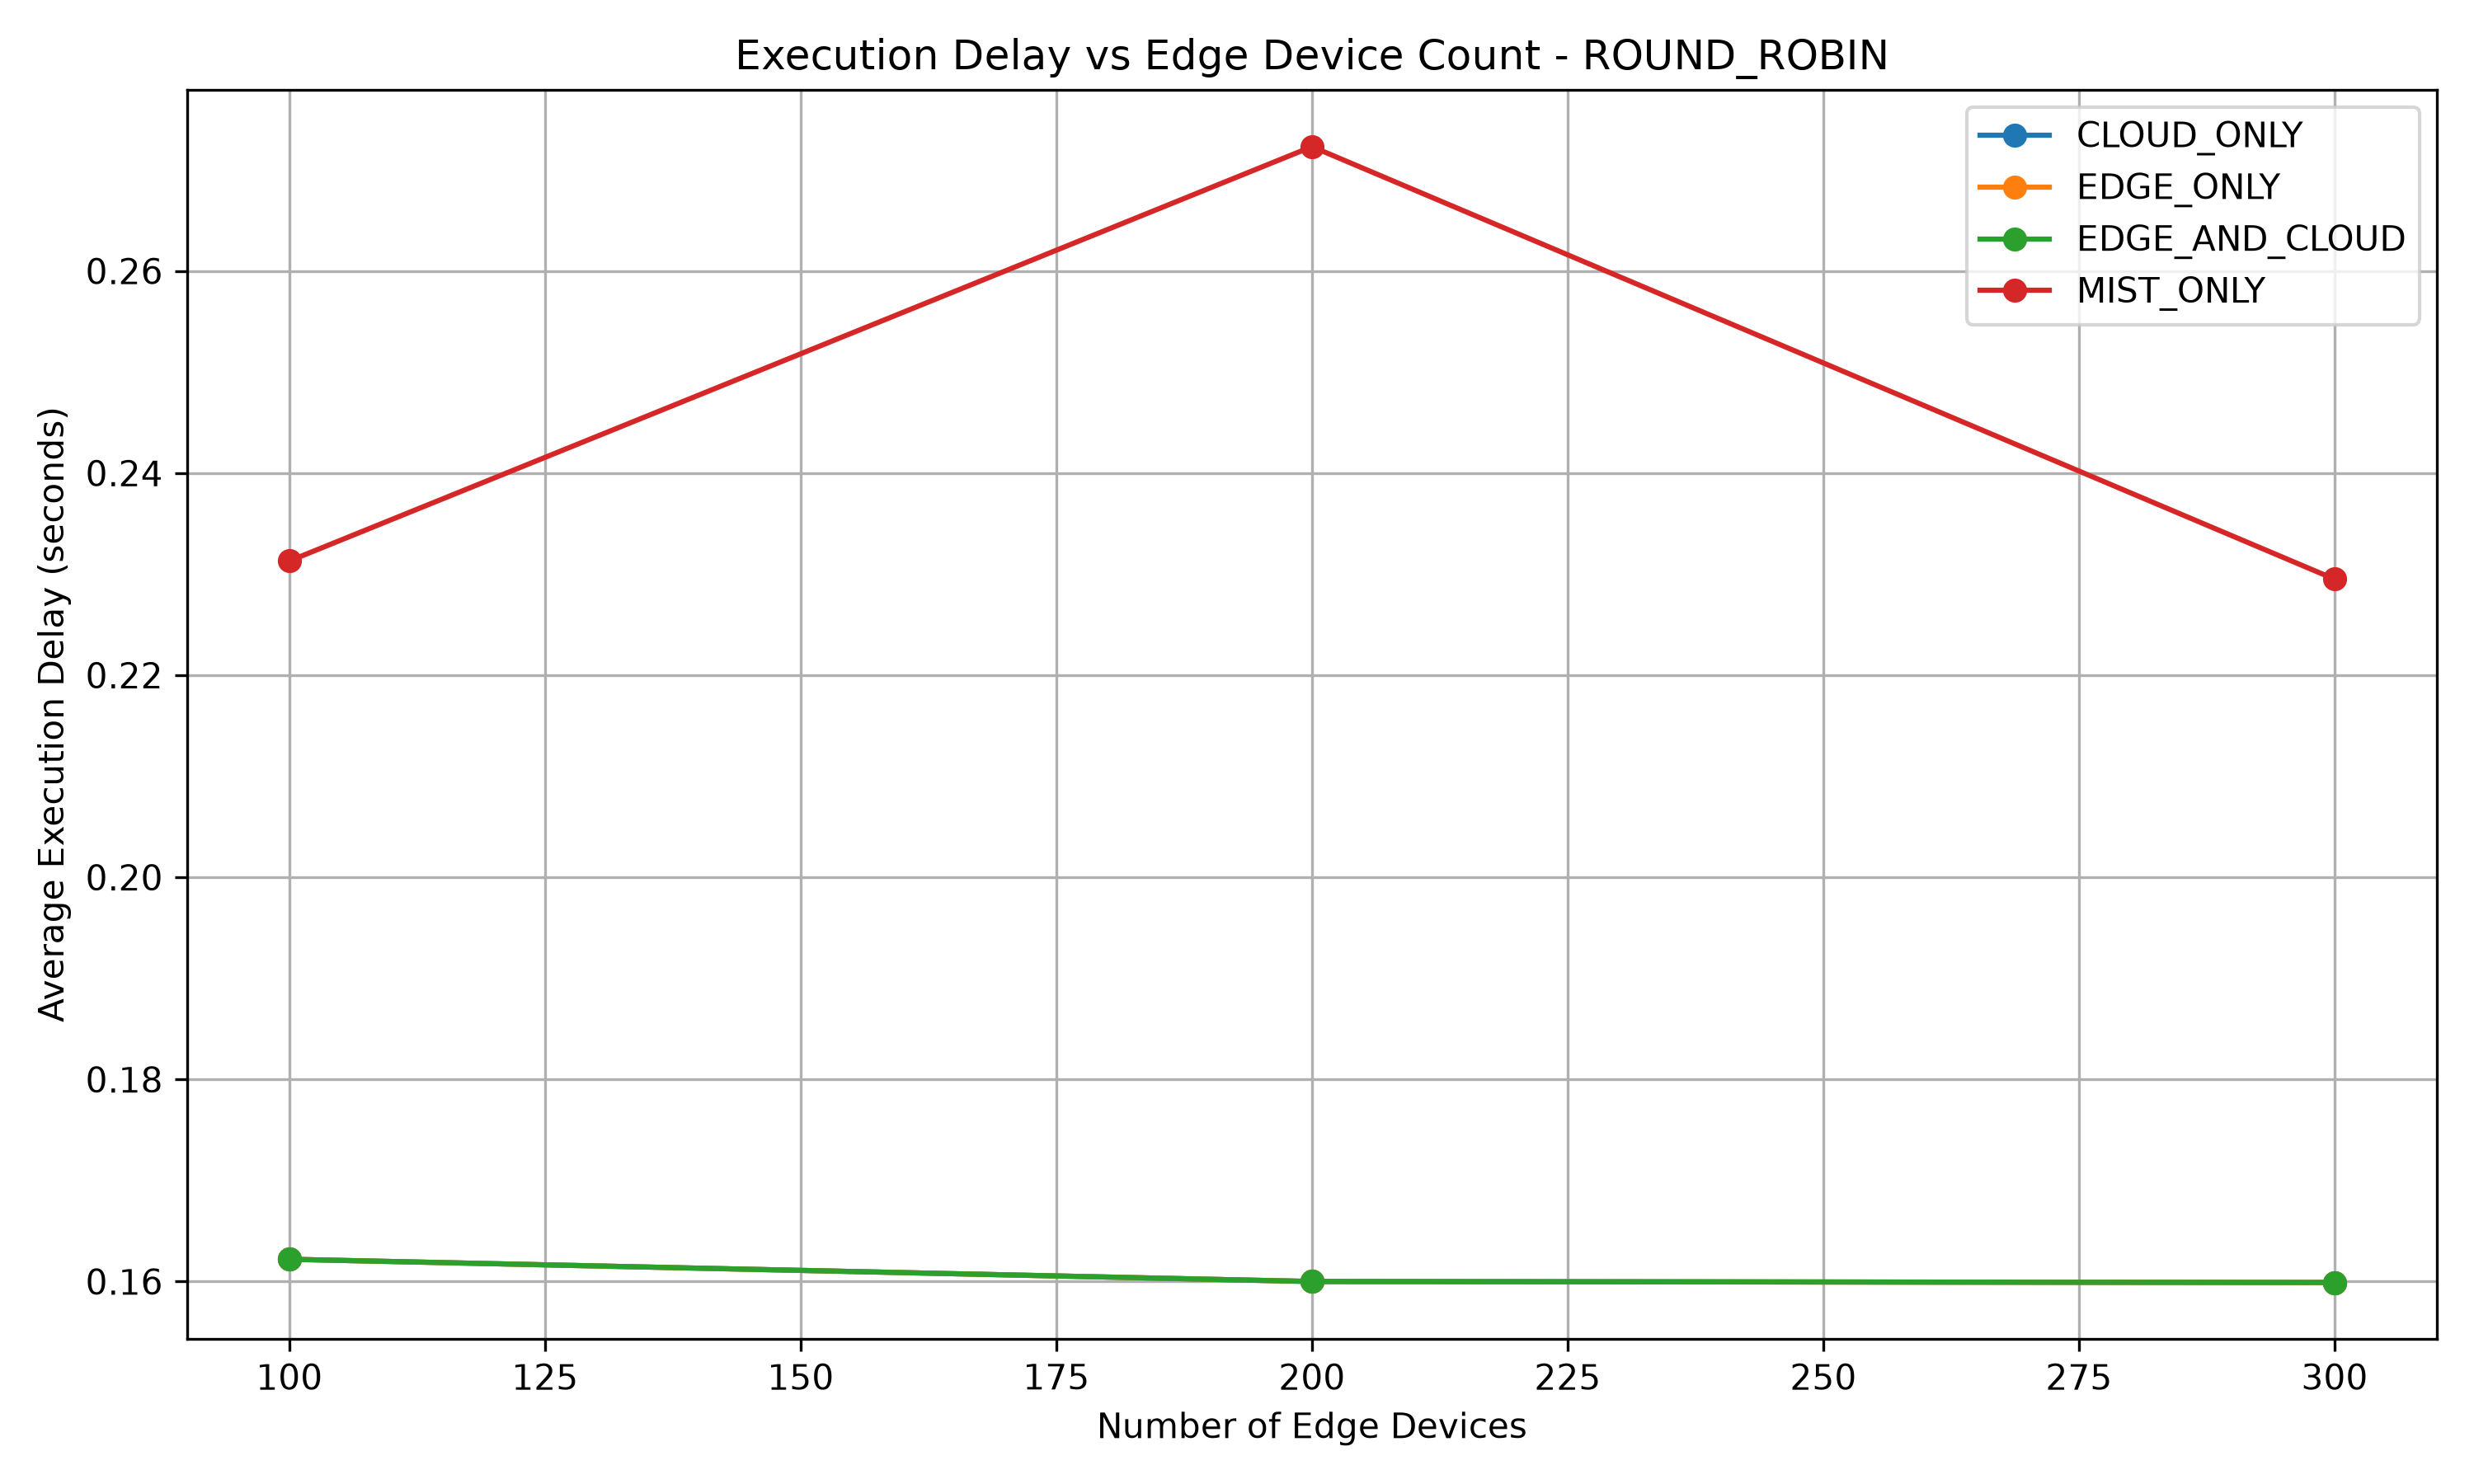 Execution Delay vs Edge Device Count - ROUND_ROBIN
CLOUD_ONLY
EDGE_ONLY
EDGE_AND_CLOUD
MIST_ONLY
Average Execution Delay (seconds)
0.26
0.24
0.22
0.20
0.18
0.16
100 125 150 175 200 225 250 275 300
Number of Edge Devices